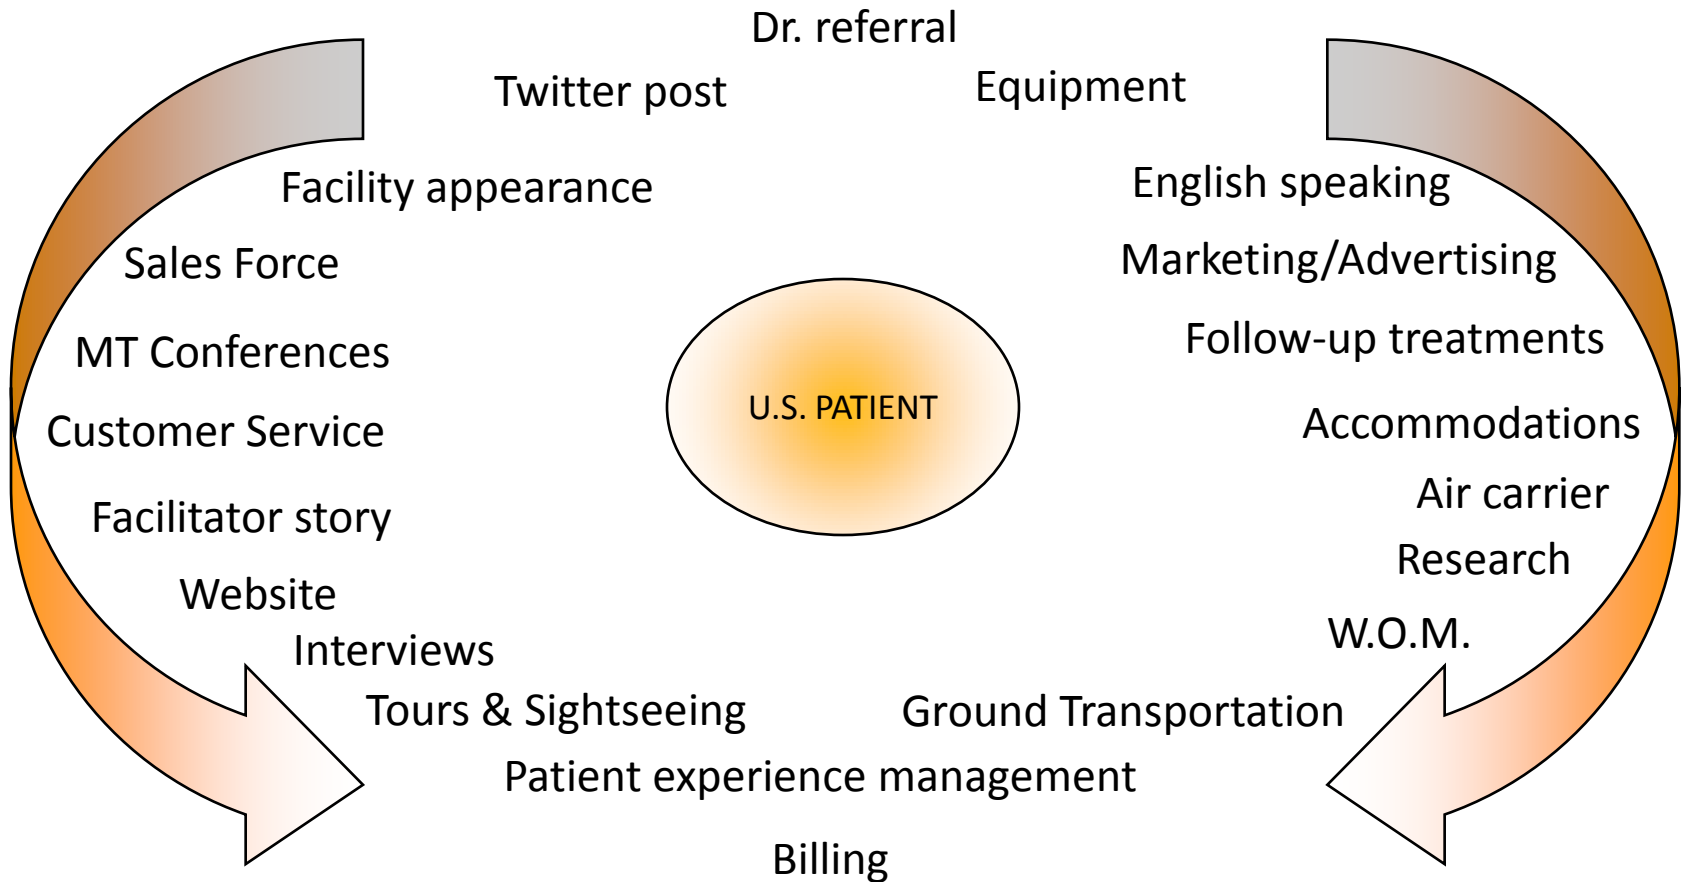 Dr. referral
Twitter post
Equipment
Facility appearance
English speaking
Sales Force
Marketing/Advertising
MT Conferences
Follow-up treatments
U.S. PATIENT
Customer Service
Accommodations
Facilitator story
Air carrier
Website
Research
Interviews
W.O.M.
Tours & Sightseeing
Ground Transportation
Patient experience management
Billing